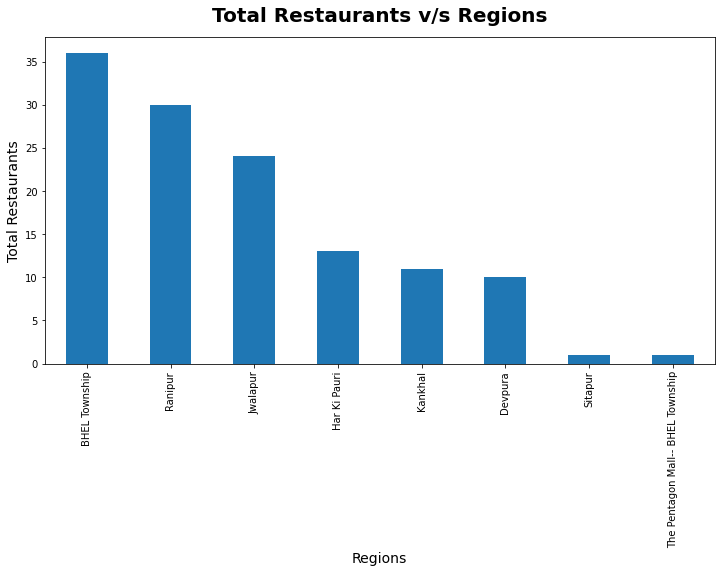 Total Restaurants v/s Regions
Total Restaurants
35
30
25
20
15
10
5
0
BHEL Township
Ranipur
Jwalapur
Har Ki Pauri
Kankhal
Devpura
Sitapur
The Pentagon Mall-- BHEL Township
Regions